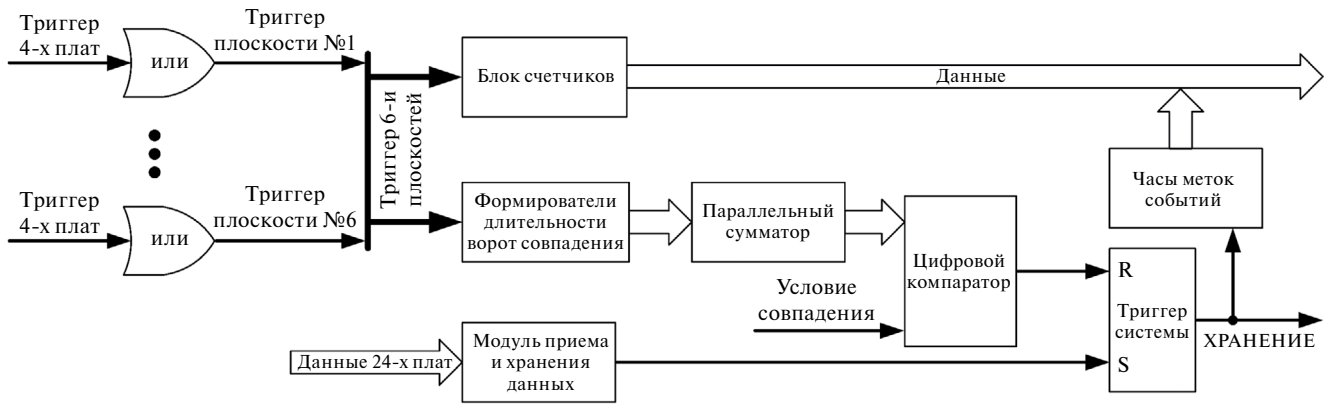 Триггер
4-х плат
или
Триггер
плоскости №1
Триггер 6-и
плоскостей
Блок счетчиков
Данные
Триггер
4-х плат
или
Триггер
плоскости №6
Формирователи
длительности
ворот совпадения
Параллельный
сумматор
Цифровой
компаратор
Часы меток
событий
Условие
совпадения
R
Триггер
системы
S
ХРАНЕНИЕ
Данные 24-х плат
Модуль приема
и хранения
данных